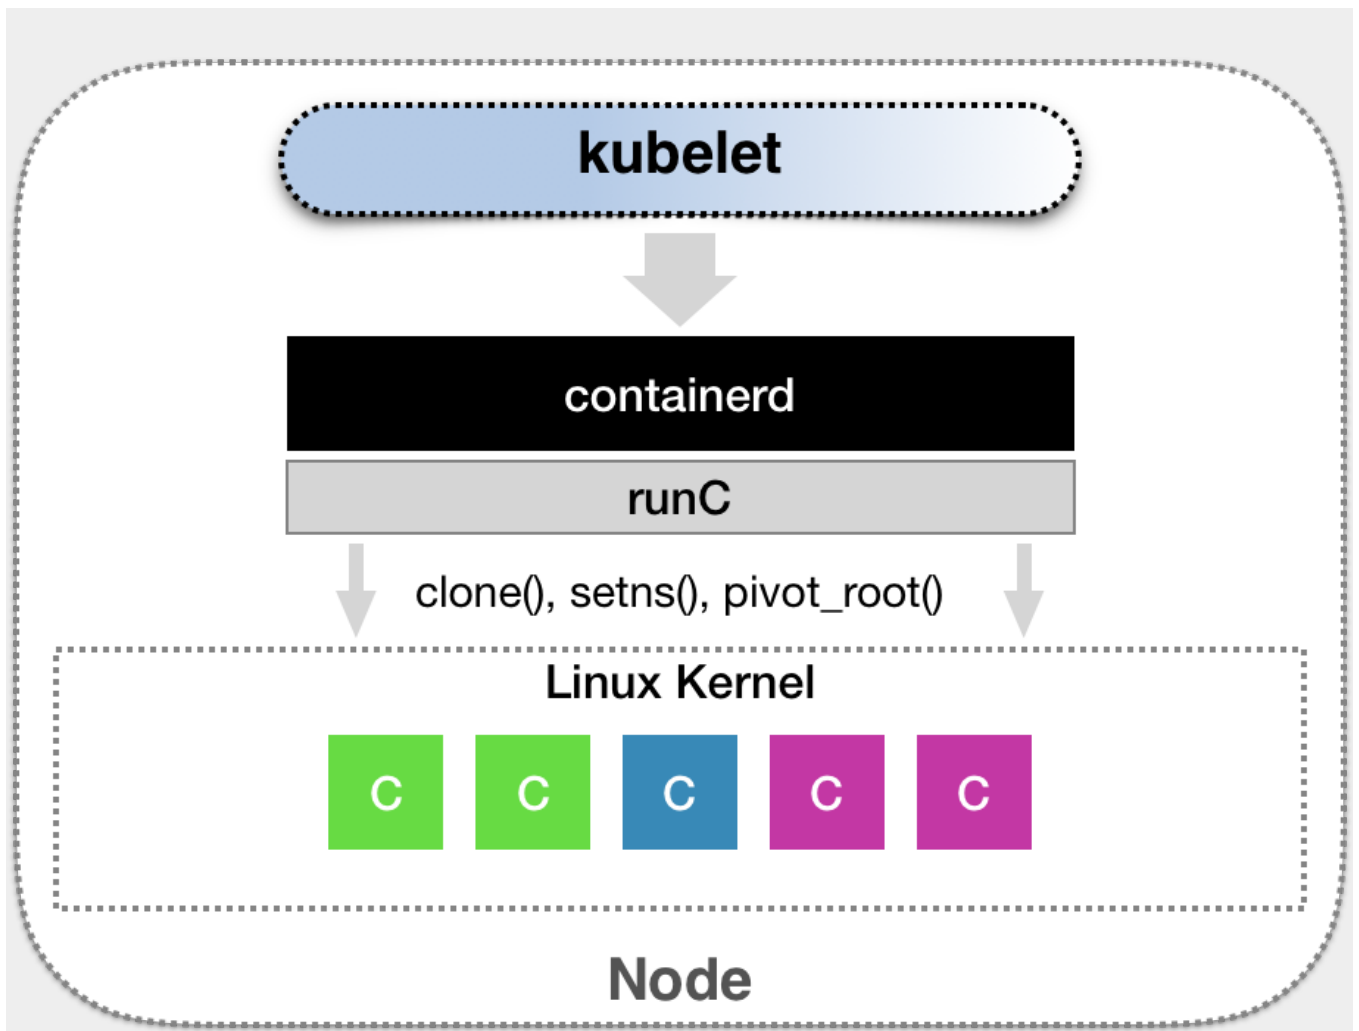 kubelet
containerd
runC
clone(), setns(), pivot_root()
Linux Kernel
C C C C C
Node